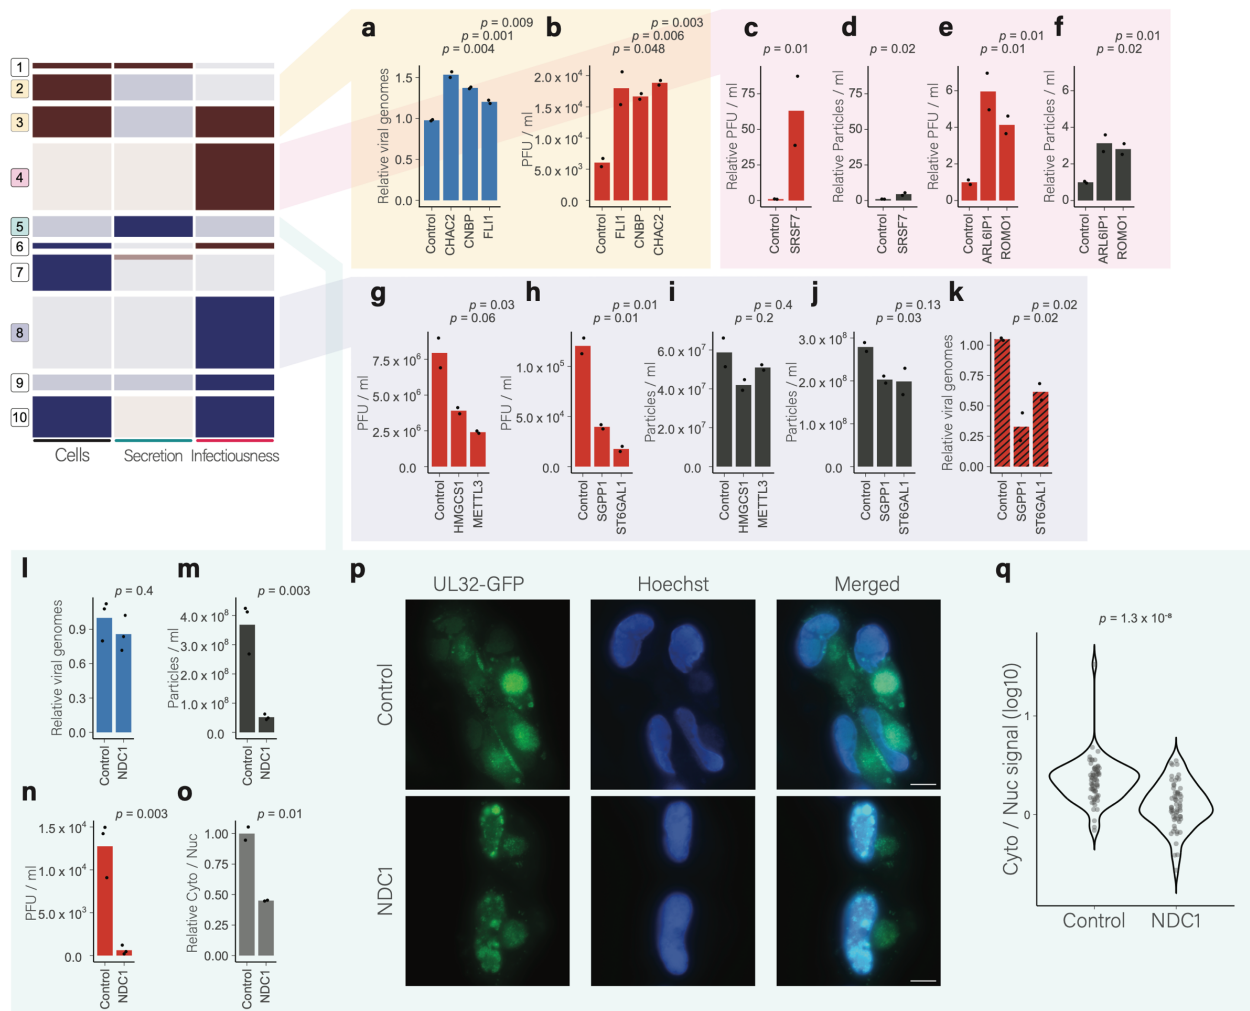 1
2
3
4
5
6
7
8
9
10
Cells Secretion Infectiousness
a
p = 0.009
p = 0.001
p = 0.004
Relative viral genomes
1.5
1.0
0.5
0.0
Control
CHAC2
CNBP
FLI1
b
p = 0.003
p = 0.006
p = 0.048
PFU / ml
2.0 x 10⁴
1.5 x 10⁴
1.0 x 10⁴
5.0 x 10³
0.0
Control
FLI1
CNBP
CHAC2
c
p = 0.01
Relative PFU / ml
75
50
25
0
Control
SRSF7
d
p = 0.02
Relative Particles / ml
75
50
25
0
Control
SRSF7
e
p = 0.01
p = 0.01
Relative PFU / ml
6
4
2
0
Control
ARL6IP1
ROMO1
f
p = 0.01
p = 0.02
Relative Particles / ml
6
4
2
0
Control
ARL6IP1
ROMO1
g
p = 0.03
p = 0.06
PFU / ml
7.5 x 10⁶
5.0 x 10⁶
2.5 x 10⁶
0.0
Control
HMGCS1
METTL3
h
p = 0.01
p = 0.01
PFU / ml
1.0 x 10⁵
5.0 x 10⁴
0.0
Control
SGPP1
ST6GAL1
i
p = 0.4
p = 0.2
Particles / ml
6.0 x 10⁷
4.0 x 10⁷
2.0 x 10⁷
0.0
Control
HMGCS1
METTL3
j
p = 0.13
p = 0.03
Particles / ml
3.0 x 10⁸
2.0 x 10⁸
1.0 x 10⁸
0.0
Control
SGPP1
ST6GAL1
k
p = 0.02
p = 0.02
Relative viral genomes
1.00
0.75
0.50
0.25
0.00
Control
SGPP1
ST6GAL1
l
p = 0.4
Relative viral genomes
0.9
0.6
0.3
0.0
Control
NDC1
m
p = 0.003
Particles / ml
4.0 x 10⁸
3.0 x 10⁸
2.0 x 10⁸
1.0 x 10⁸
0.0
Control
NDC1
n
p = 0.003
PFU / ml
1.5 x 10⁴
1.0 x 10⁴
5.0 x 10³
0.0
Control
NDC1
o
p = 0.01
Relative Cyto / Nuc
1.00
0.75
0.50
0.25
0.00
Control
NDC1
p
UL32-GFP Hoechst Merged
Control
NDC1
q
p = 1.3 x 10⁻⁸
Cyto / Nuc signal (log10)
1
0
Control NDC1